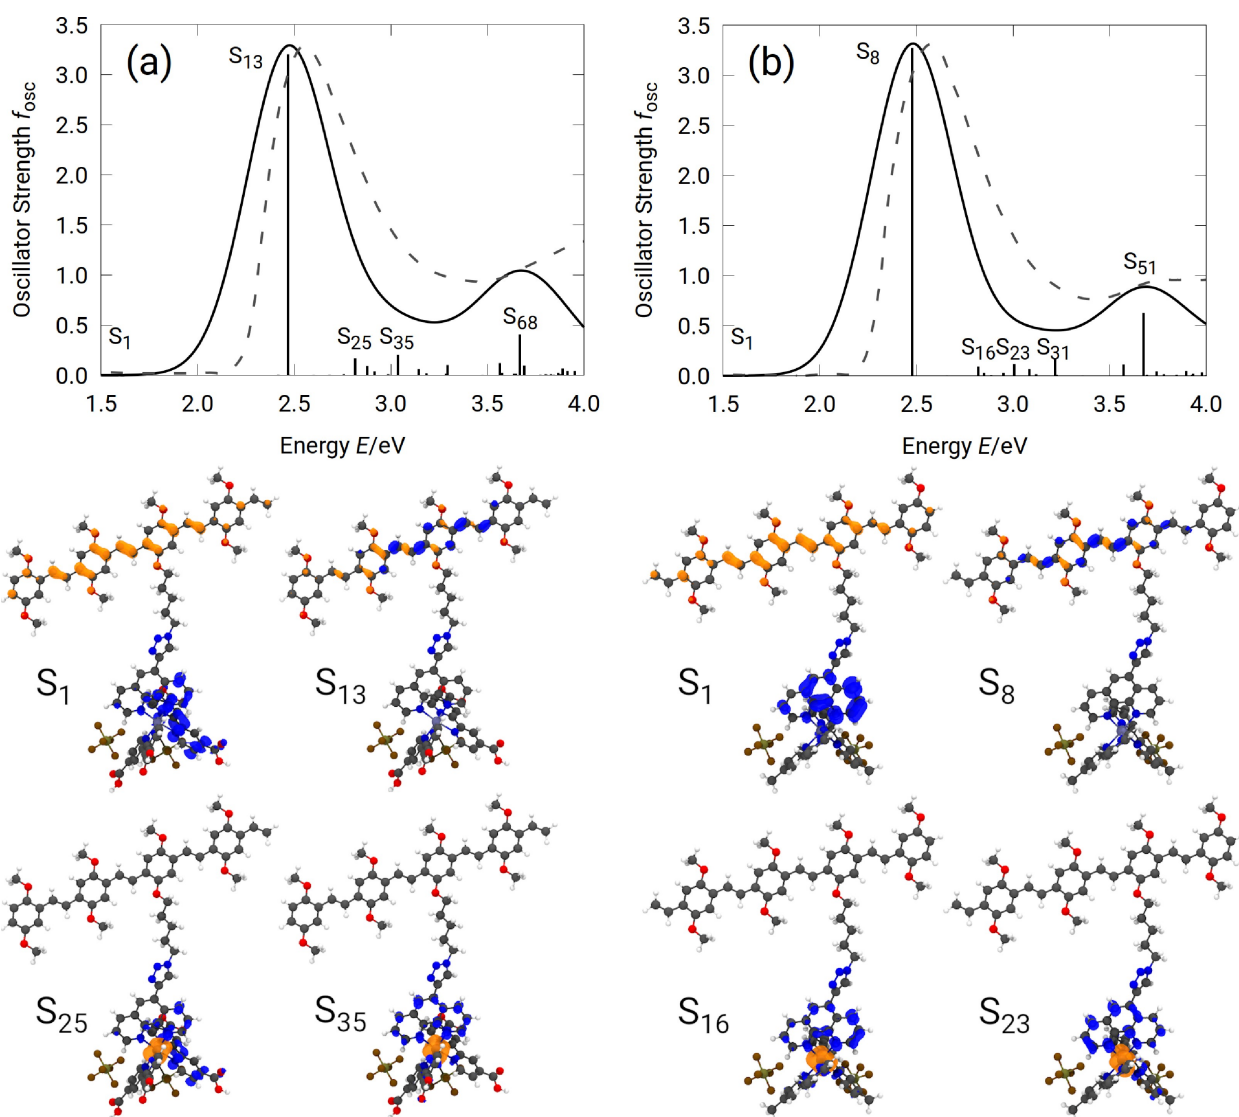 (a)
Oscillator Strength fosc
3.5
3.0
2.5
2.0
1.5
1.0
0.5
0.0
S13
S1
S25
S35
S68
1.5 2.0 2.5 3.0 3.5 4.0
Energy E/eV
(b)
Oscillator Strength fosc
3.5
3.0
2.5
2.0
1.5
1.0
0.5
0.0
S8
S1
S16
S23
S31
S51
1.5 2.0 2.5 3.0 3.5 4.0
Energy E/eV
S1
S13
S1
S8
S25
S35
S16
S23